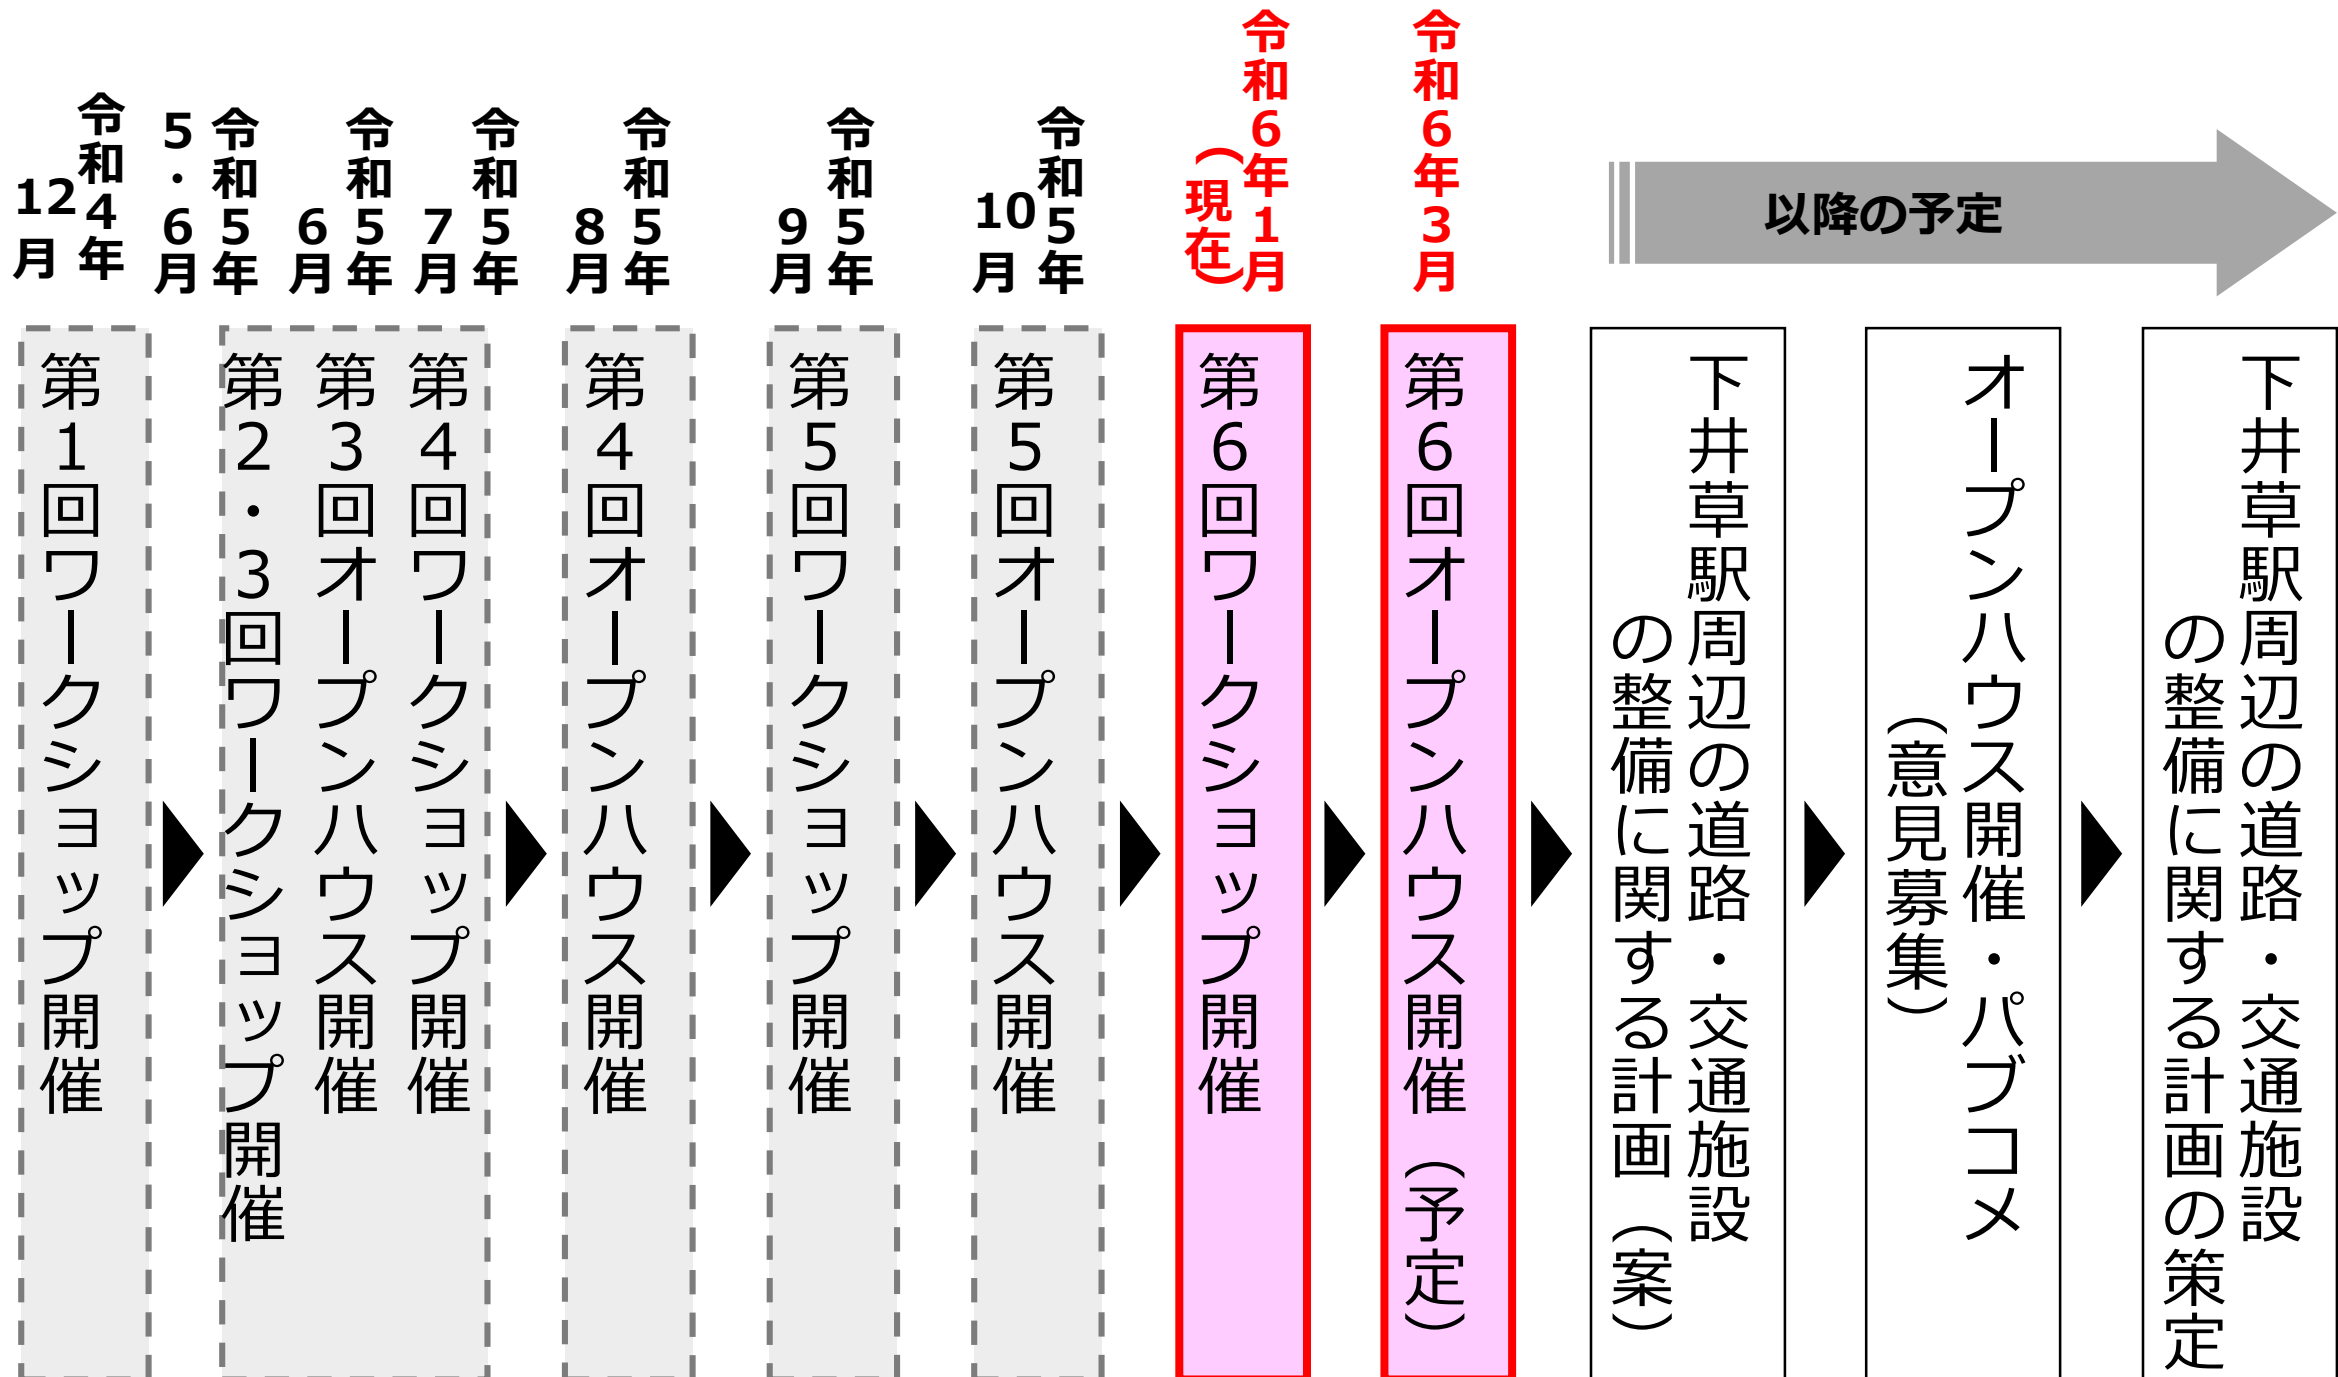 令和４年
12月
令和５年
５・６月
令和５年
６月
令和５年
７月
令和５年
８月
令和５年
９月
令和５年
10月
令和６年１月
（現在）
令和６年３月
以降の予定
第１回ワークショップ開催
第２・３回ワークショップ開催
第３回オープンハウス開催
第４回ワークショップ開催
第４回オープンハウス開催
第５回ワークショップ開催
第５回オープンハウス開催
第６回ワークショップ開催
第６回オープンハウス開催（予定）
下井草駅周辺の道路・交通施設
の整備に関する計画（案）
オープンハウス開催・パブコメ
（意見募集）
下井草駅周辺の道路・交通施設
の整備に関する計画の策定